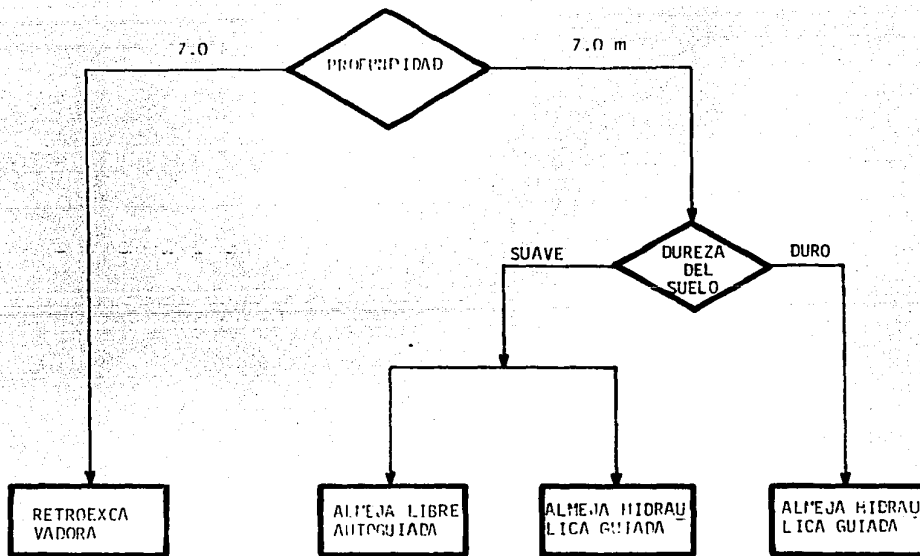 7.0
7.0 m
PROFUNDIDAD
SUAVE
DUREZA
DEL
SUELO
DURO
RETROEXCA
VADORA
ALMEJA LIBRE
AUTOGUIADA
ALMEJA HIDRAU
LICA GUIADA
ALMEJA HIDRAU
LICA GUIADA